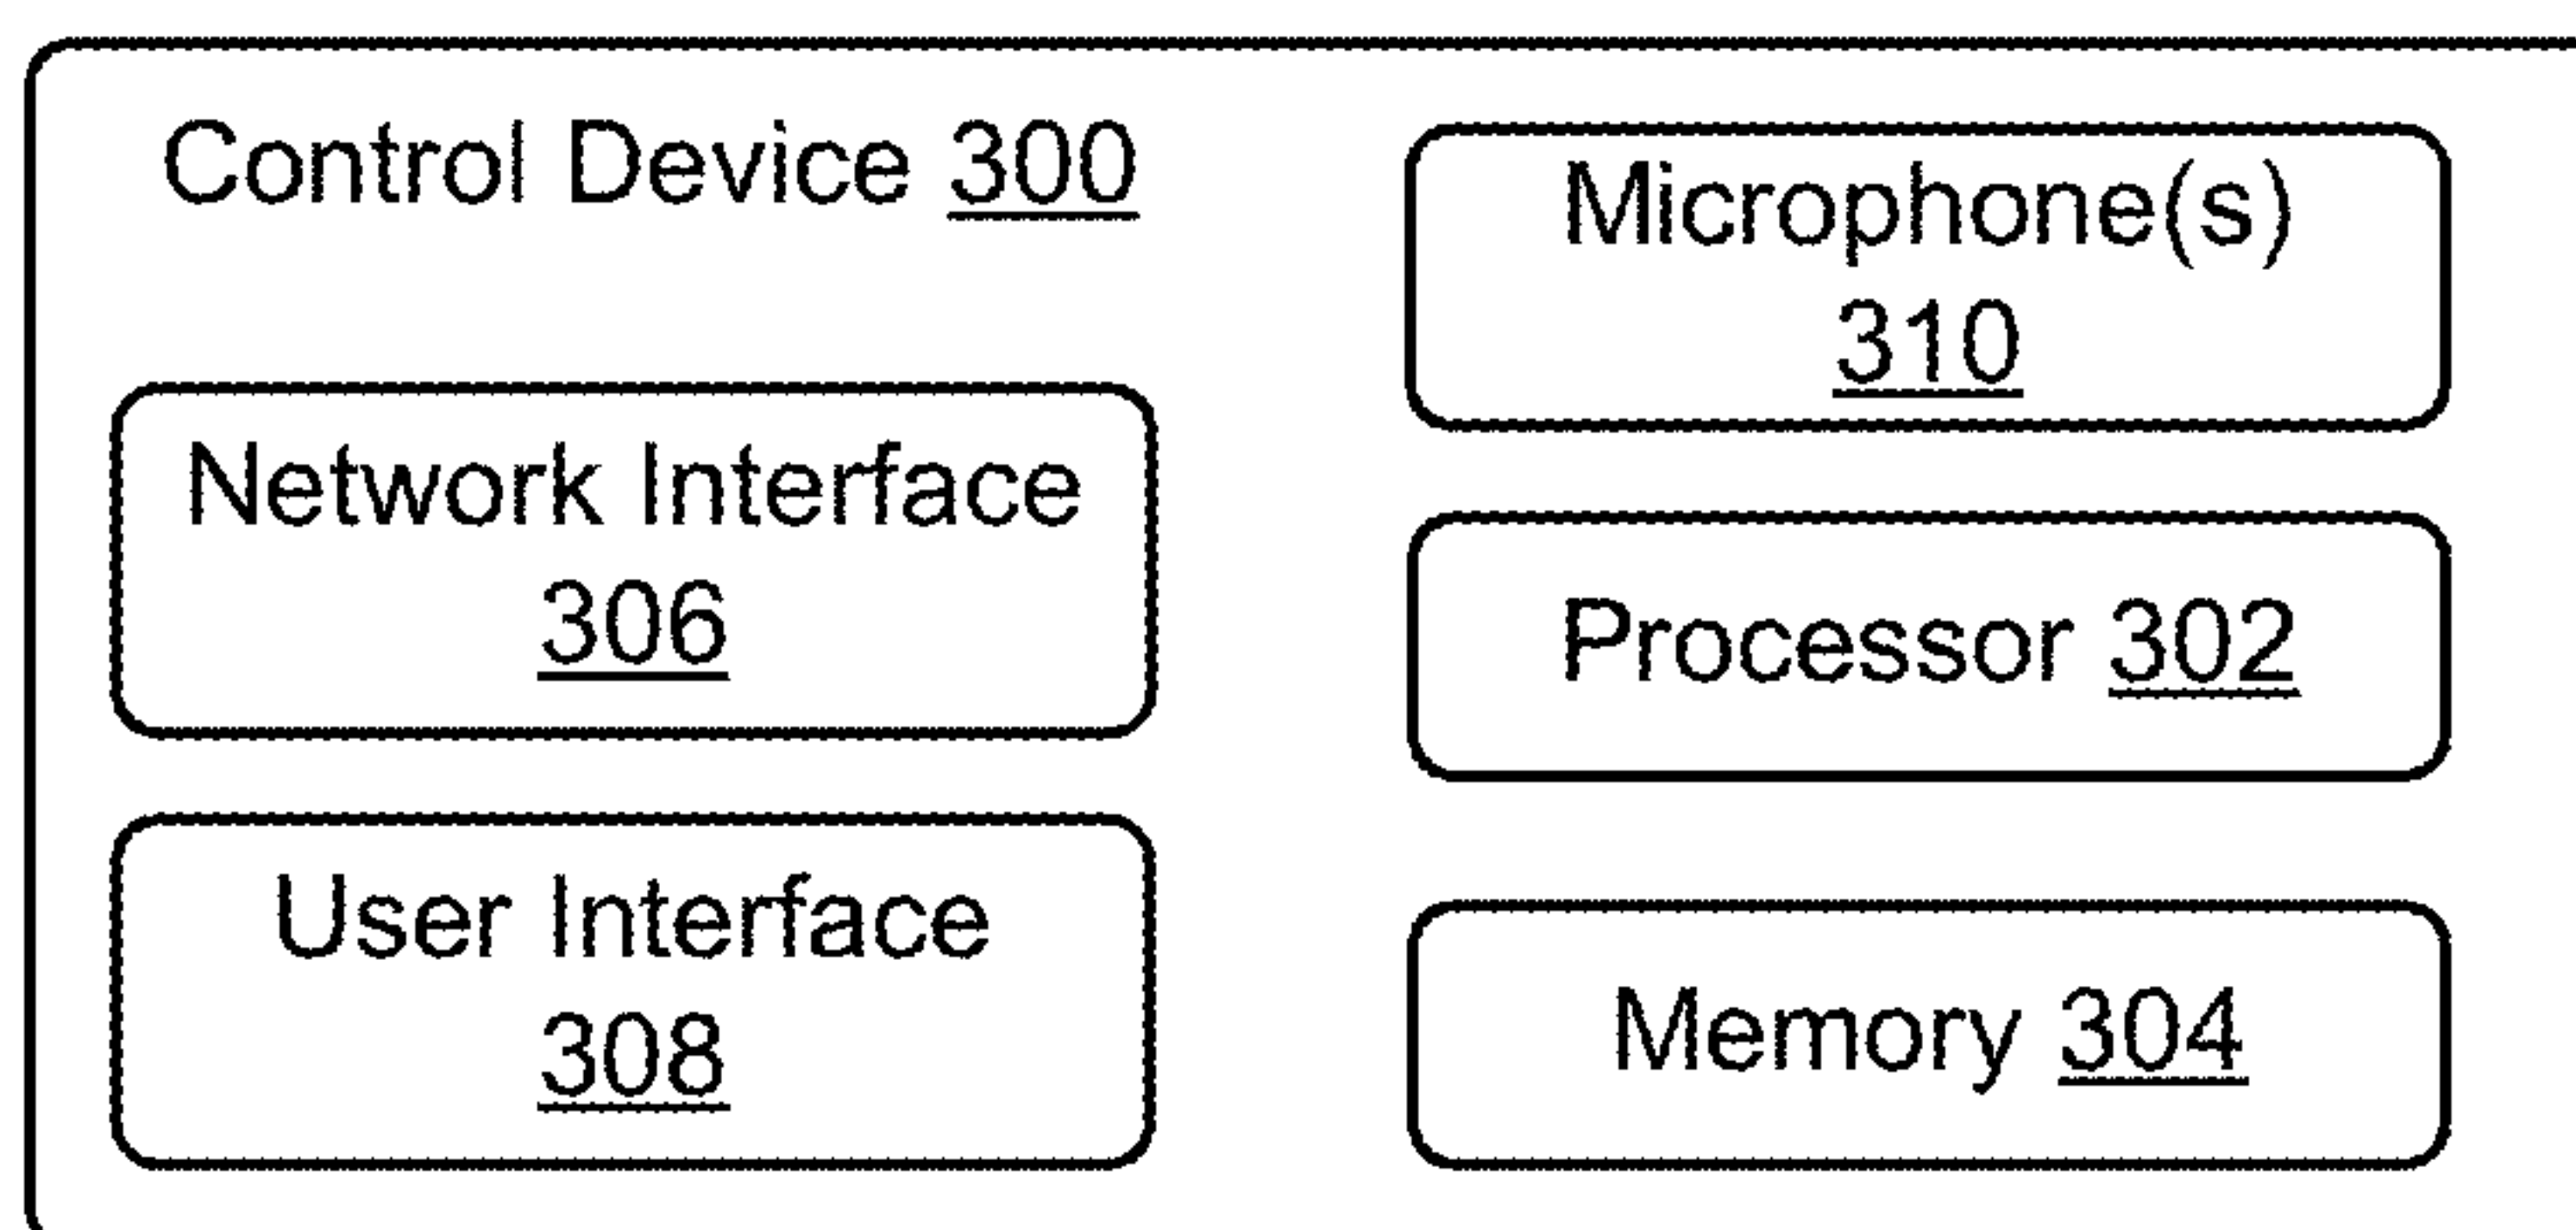 Control Device 300
Network Interface
306
User Interface
308
Microphone(s)
310
Processor 302
Memory 304